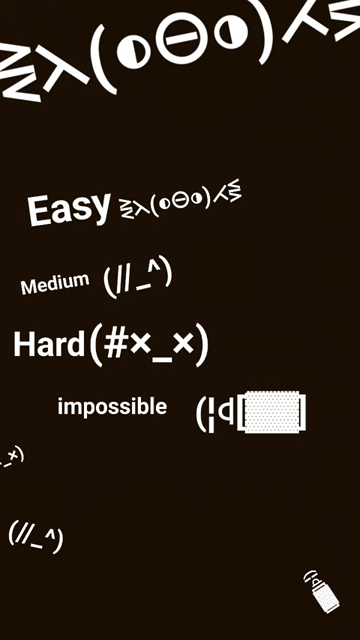 ᓬ⅄(◐⊝◑)⅄ᕒ
Easy ᓬ⅄(◐⊝◑)⅄ᕒ
Medium (//_^)
Hard(#×_×)
impossible (¦ꒉ[▓▓]
_×)
(//_^)
(¦ꒉ[▓▓]